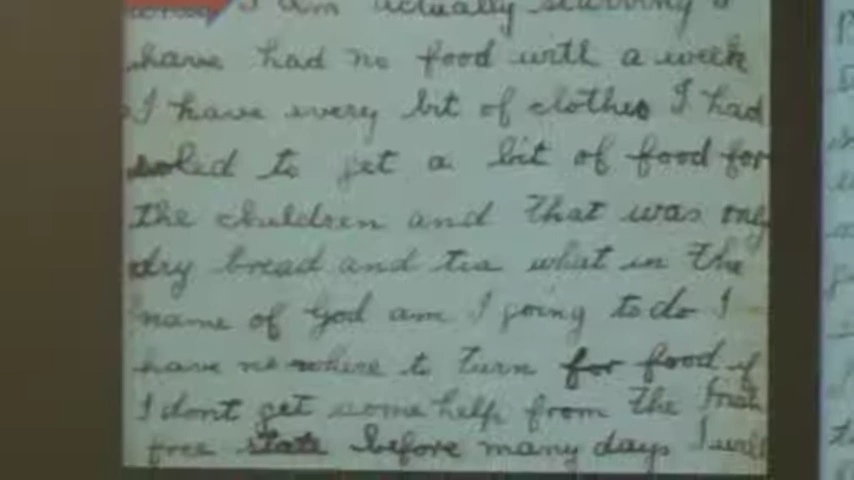 I am actually starving I
have had no food with a week
I have every bit of clothes I had
soled to get a bit of food for
the childern and that was only
dry bread and tea what in the
name of God am I going to do I
have no where to turn for food if
I dont get some help from the Irish
free state before many days I will